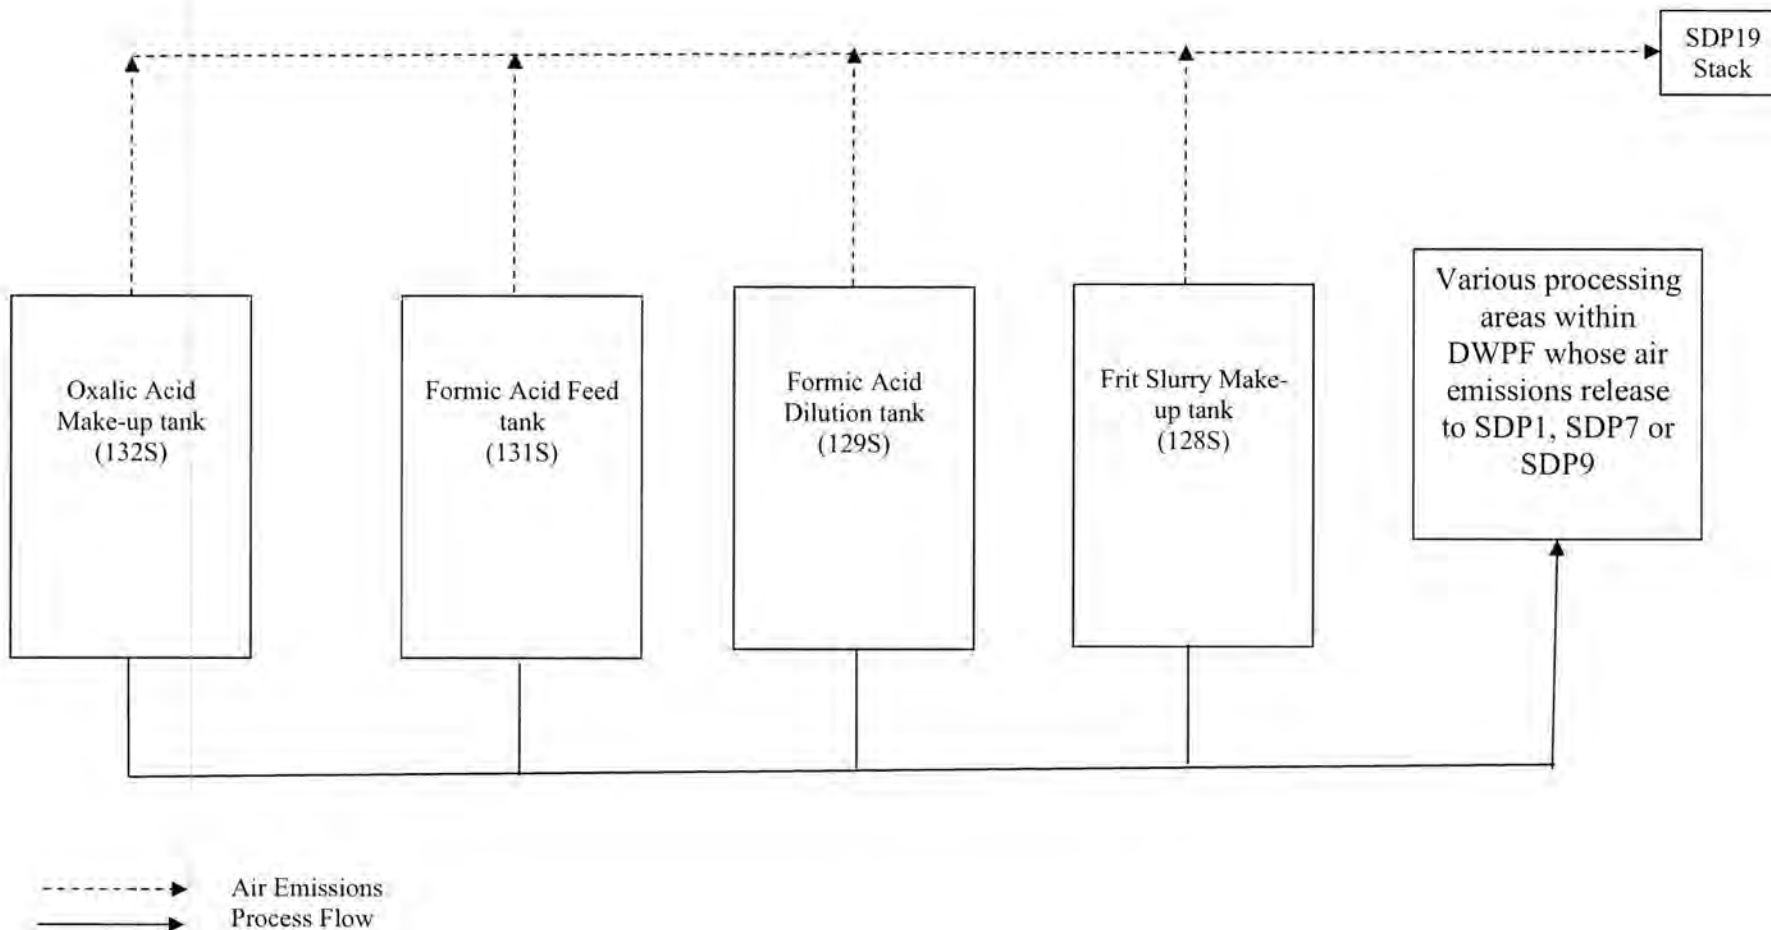 SDP19
Stack
Oxalic Acid
Make-up tank
(132S)
Formic Acid Feed
tank
(131S)
Formic Acid
Dilution tank
(129S)
Frit Slurry Make-
up tank
(128S)
Various processing
areas within
DWPF whose air
emissions release
to SDP1, SDP7 or
SDP9
Air Emissions
Process Flow